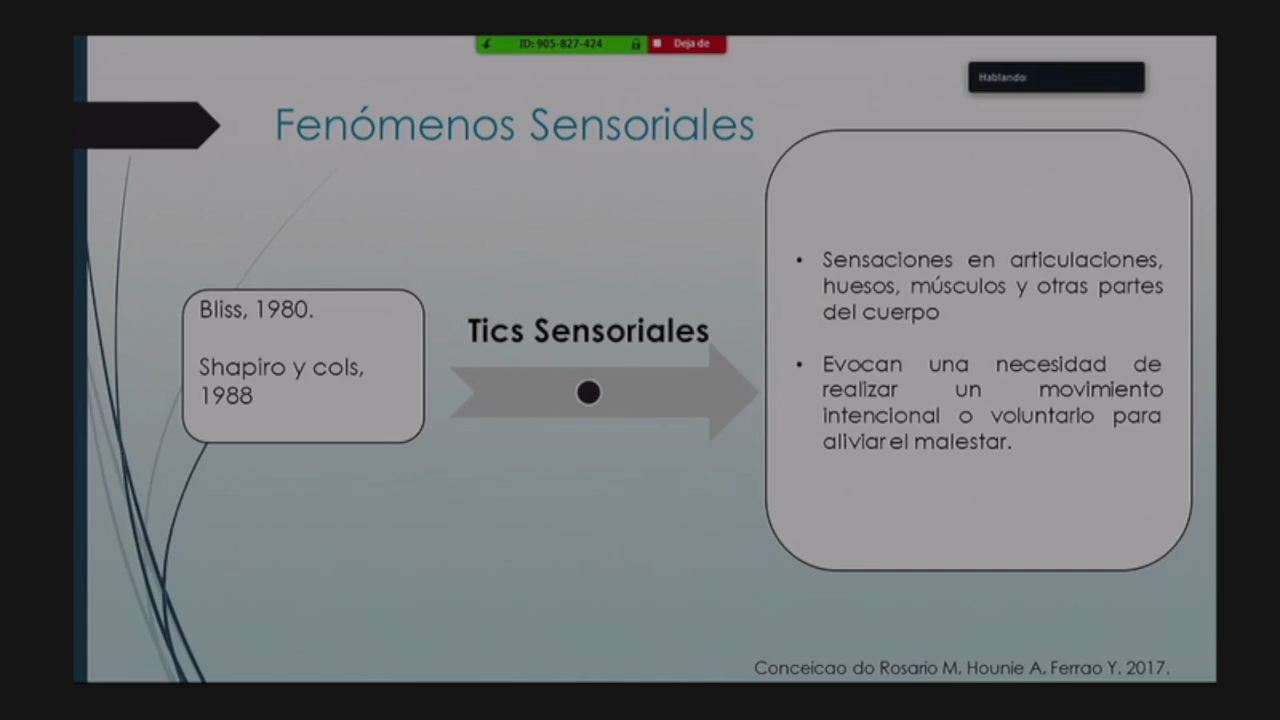 ID: 905-827-424
Deja de
Hablando:
Fenómenos Sensoriales
Bliss, 1980.
Shapiro y cols,
1988
Tics Sensoriales
• Sensaciones en articulaciones,
huesos, músculos y otras partes
del cuerpo
• Evocan una necesidad de
realizar un movimiento
intencional o voluntario para
aliviar el malestar.
Conceicao do Rosario M, Hounie A, Ferrao Y. 2017.